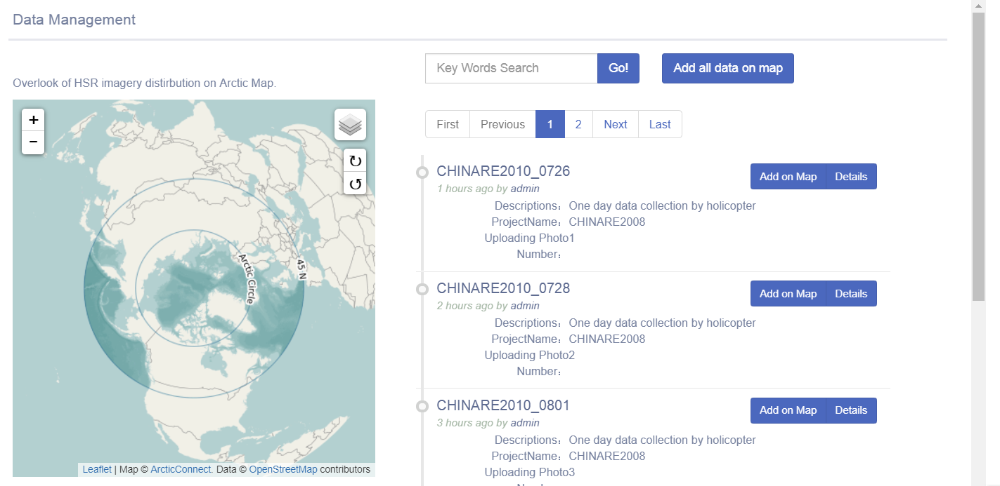 Data Management
Overlook of HSR imagery distirbution on Arctic Map.
+
−
↻
↺
45 N
Arctic Circle
Leaflet | Map © ArcticConnect. Data © OpenStreetMap contributors
Key Words Search Go! Add all data on map
First Previous 1 2 Next Last
CHINARE2010_0726 Add on Map Details
1 hours ago by admin
Descriptions： One day data collection by holicopter
ProjectName： CHINARE2008
Uploading Photo1
Number：
CHINARE2010_0728 Add on Map Details
2 hours ago by admin
Descriptions： One day data collection by holicopter
ProjectName： CHINARE2008
Uploading Photo2
Number：
CHINARE2010_0801 Add on Map Details
3 hours ago by admin
Descriptions： One day data collection by holicopter
ProjectName： CHINARE2008
Uploading Photo3